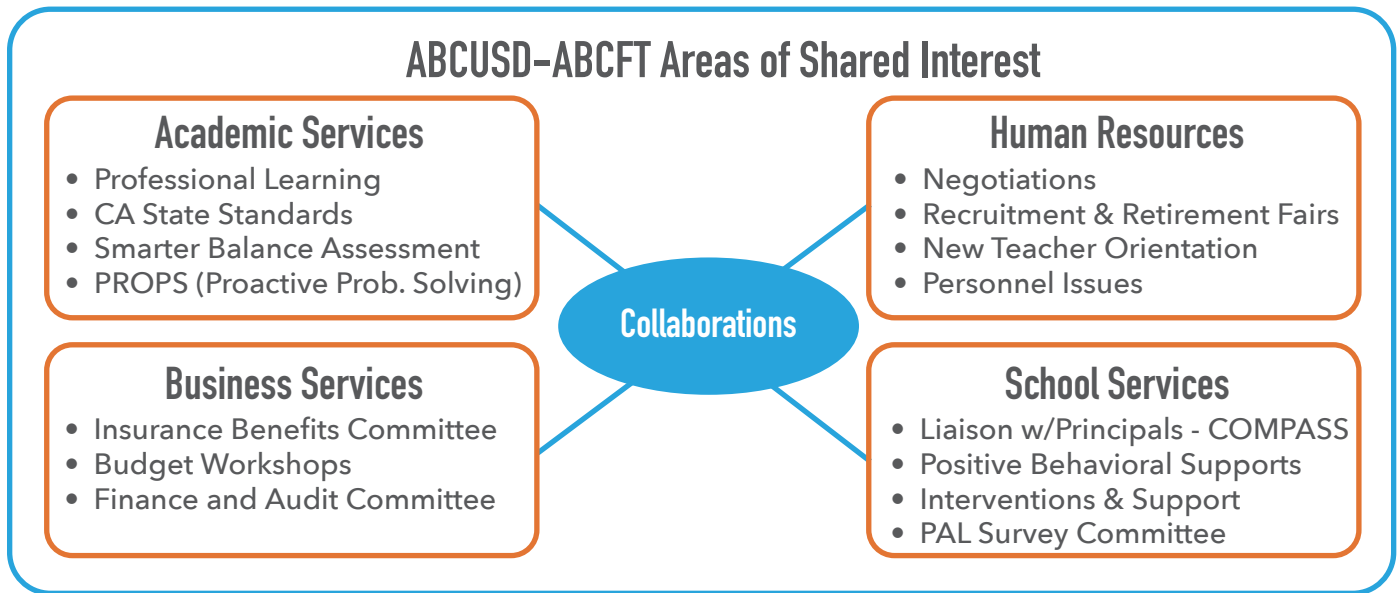 ABCUSD–ABCFT Areas of Shared Interest
Academic Services
• Professional Learning
• CA State Standards
• Smarter Balance Assessment
• PROPS (Proactive Prob. Solving)
Human Resources
• Negotiations
• Recruitment & Retirement Fairs
• New Teacher Orientation
• Personnel Issues
Collaborations
Business Services
• Insurance Benefits Committee
• Budget Workshops
• Finance and Audit Committee
School Services
• Liaison w/Principals - COMPASS
• Positive Behavioral Supports
• Interventions & Support
• PAL Survey Committee